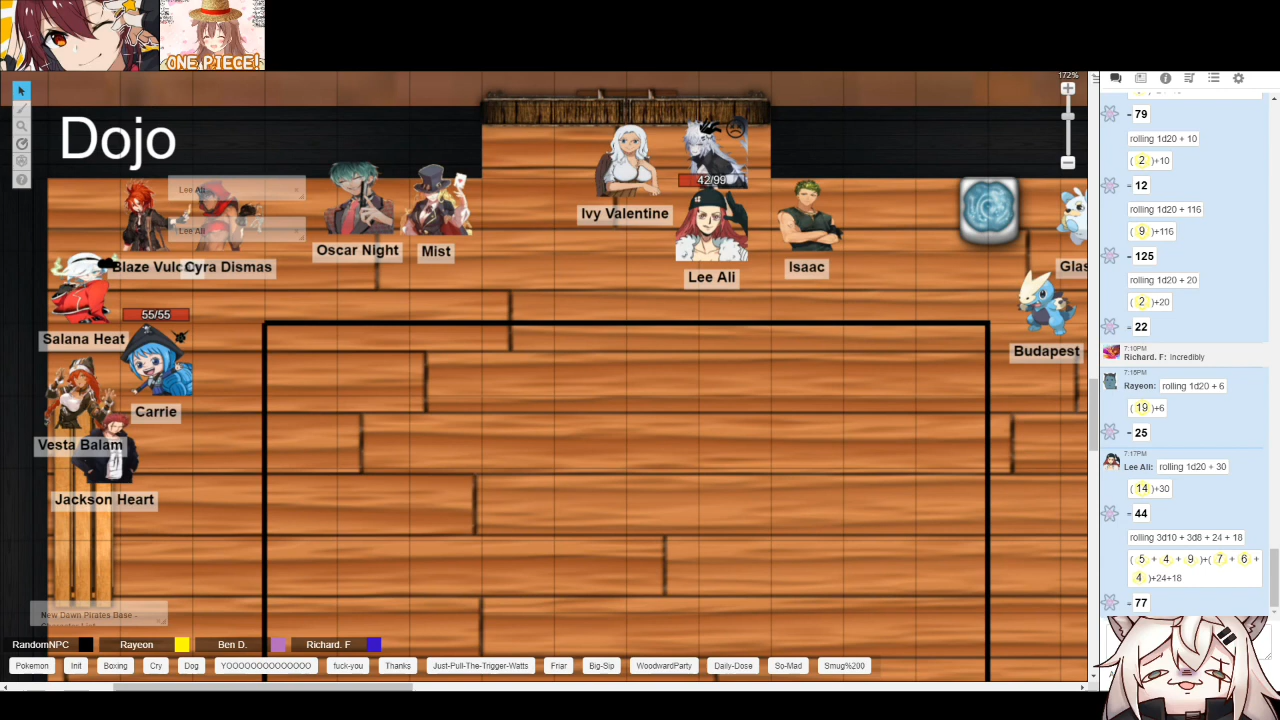 ONE PIECE!
172%
Dojo
Lee Ali
Lee Ali
42/99
Ivy Valentine
Oscar Night
Mist
Blaze Vulc
Cyra Dismas
Lee Ali
Isaac
Glas
55/55
Salana Heat
Budapest
Carrie
Vesta Balam
Jackson Heart
New Dawn Pirates Base -
RandomNPC
Rayeon
Ben D.
Richard. F
Pokemon
Init
Boxing
Cry
Dog
YOOOOOOOOOOOOO
fuck-you
Thanks
Just-Pull-The-Trigger-Watts
Friar
Big-Sip
WoodwardParty
Daily-Dose
So-Mad
Smug%200
= 79
rolling 1d20 + 10
( 2 )+10
= 12
rolling 1d20 + 116
( 9 )+116
= 125
rolling 1d20 + 20
( 2 )+20
= 22
7:10PM
Richard. F: Incredibly
7:16PM
Rayeon: rolling 1d20 + 6
( 19 )+6
= 25
7:17PM
Lee Ali: rolling 1d20 + 30
( 14 )+30
= 44
rolling 3d10 + 3d8 + 24 + 18
( 5 + 4 + 9 )+( 7 + 6 +
4 )+24+18
= 77